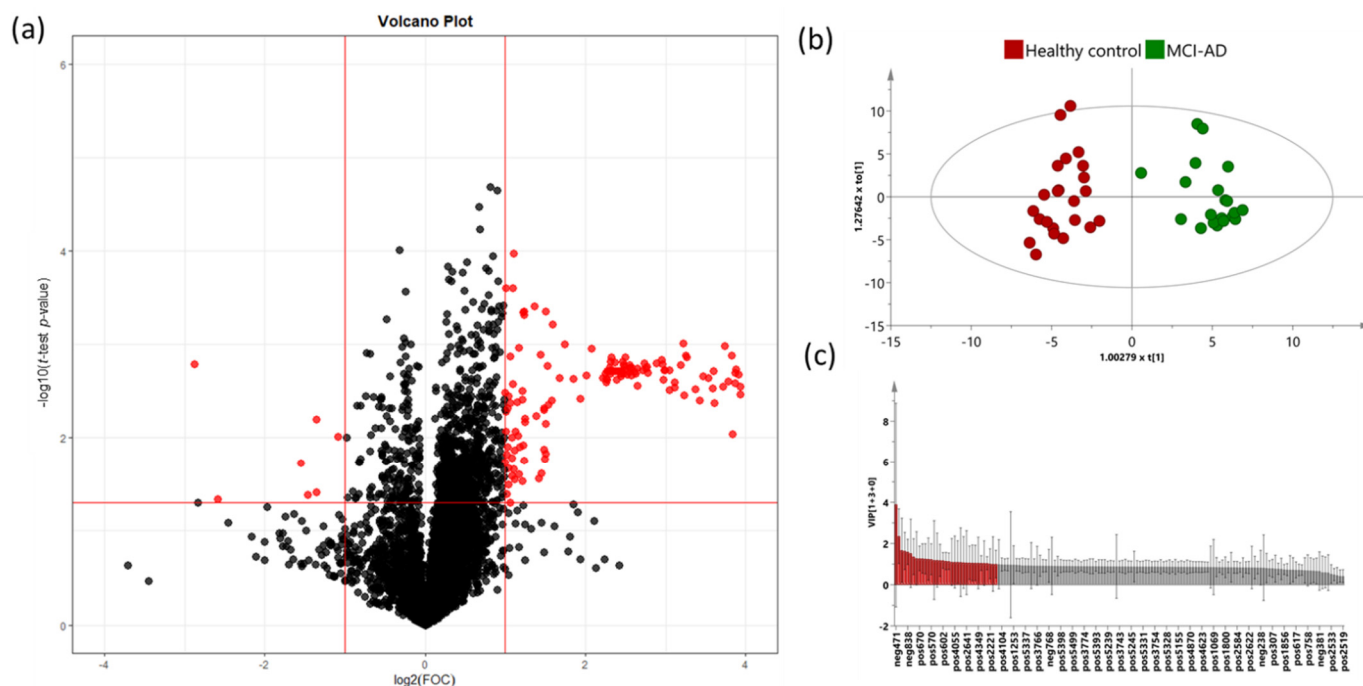 (a)
Volcano Plot
6
4
2
0
-4
-2
0
2
4
-log10(t-test p-value)
log2(FOC)
(b)
Healthy control
MCI-AD
10
5
0
-5
-10
-15
-15
-10
-5
0
5
10
1.27642 x to[1]
1.00279 x t[1]
(c)
8
6
4
2
0
-2
VIP[1+3+0]
neg471
neg838
pos670
pos570
pos602
pos4055
pos2641
pos4349
pos2221
pos4104
pos1253
pos5337
pos3766
neg768
pos5398
pos5499
pos3774
pos5393
pos5239
pos3743
pos5245
pos5331
pos3754
pos5328
pos5155
pos4870
pos4623
pos1069
pos1800
pos2584
pos2622
neg238
pos307
pos1856
pos617
pos758
neg381
pos2333
pos2519